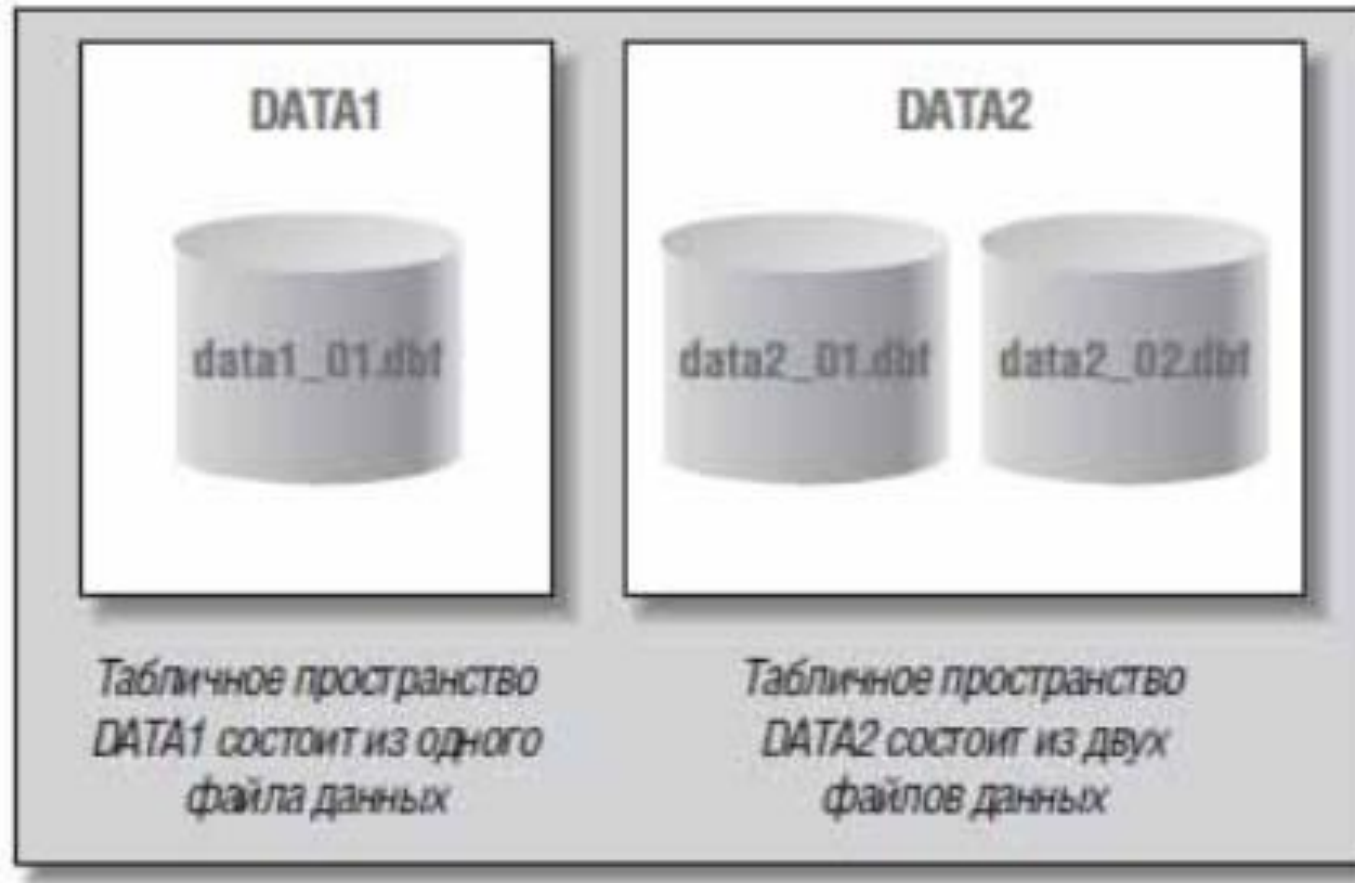 DATA1
data1_01.dbf
Табличное пространство
DATA1 состоит из одного
файла данных
DATA2
data2_01.dbf
data2_02.dbf
Табличное пространство
DATA2 состоит из двух
файлов данных